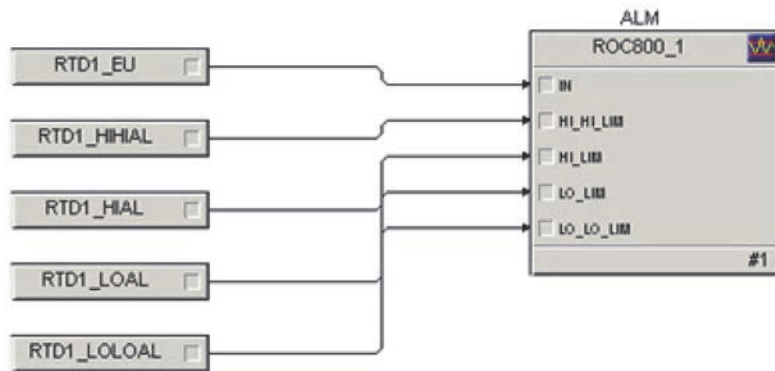 ALM
ROC800_1
RTD1_EU
IN
RTD1_HIHIAL
HI_HI_LIM
HI_LIM
RTD1_HIAL
LO_LIM
LO_LO_LIM
#1
RTD1_LOAL
RTD1_LOLOAL